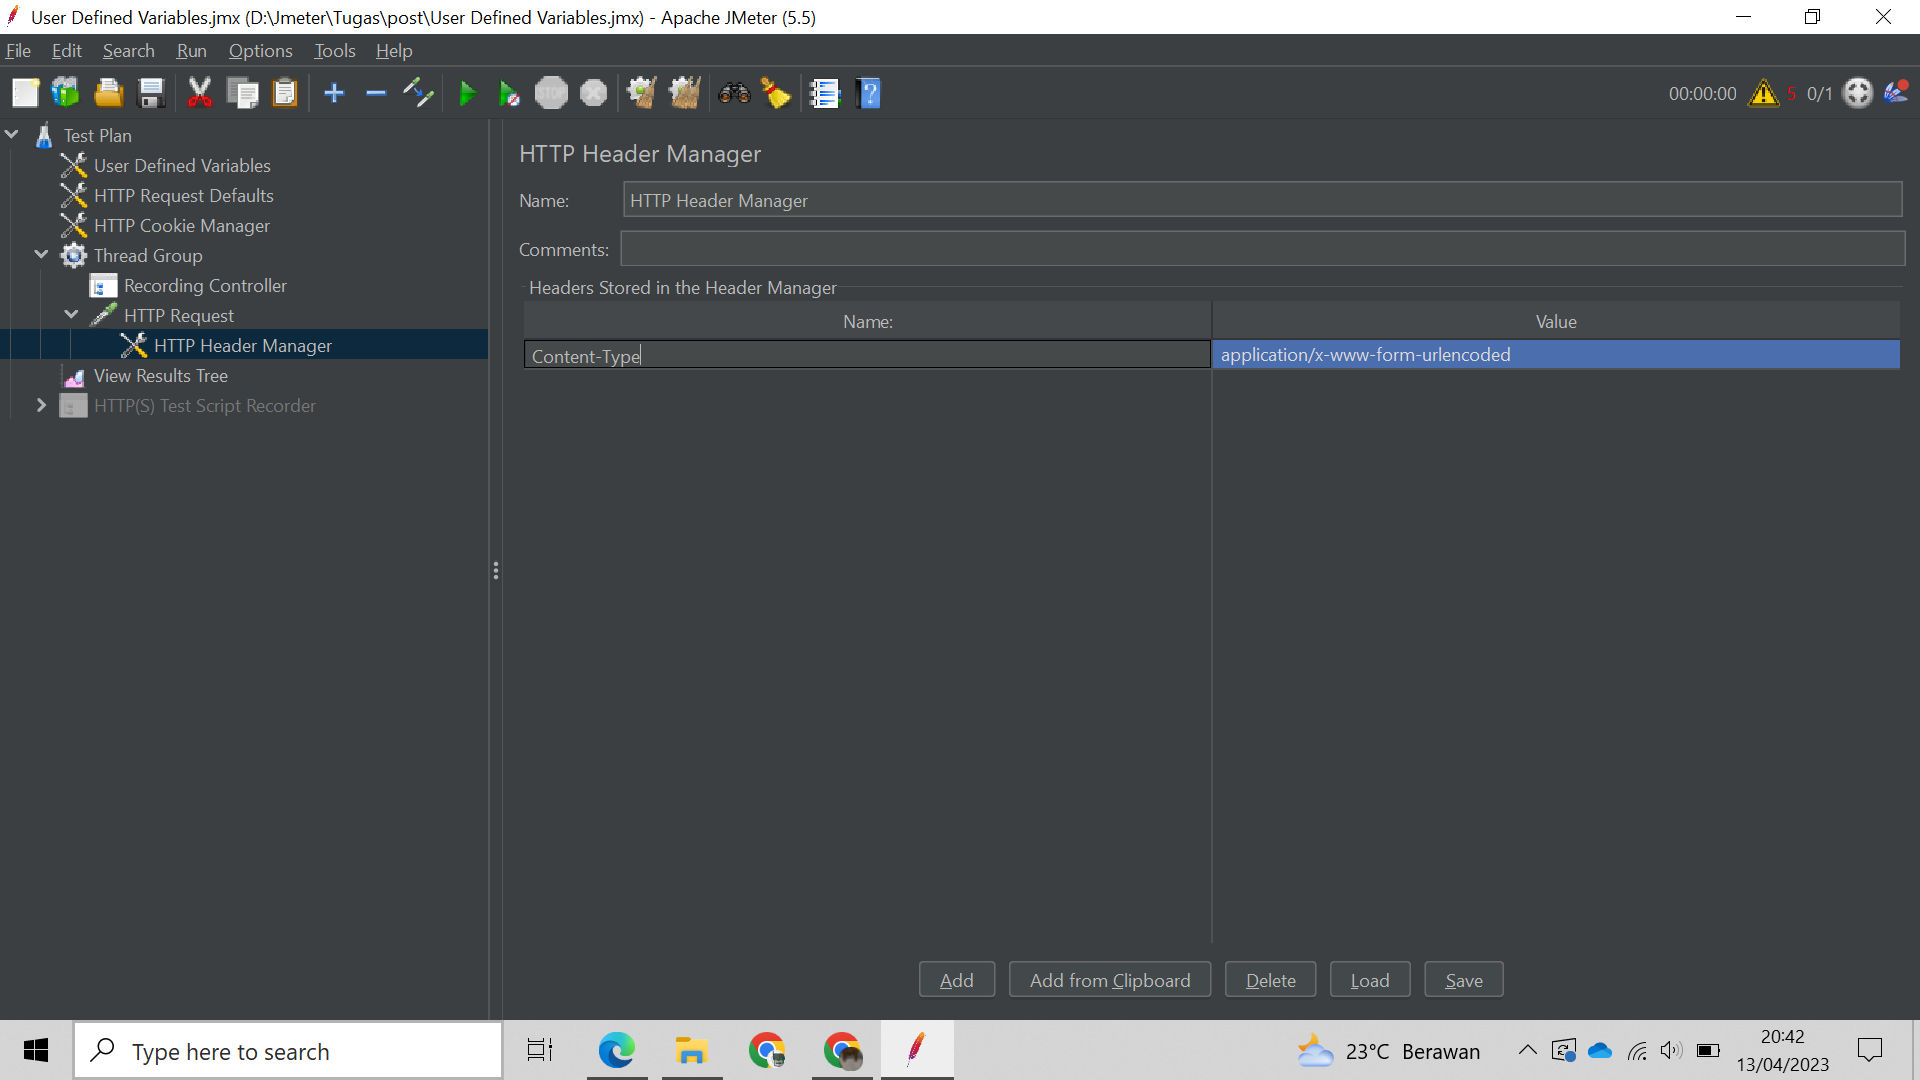 User Defined Variables.jmx (D:\Jmeter\Tugas\post\User Defined Variables.jmx) - Apache JMeter (5.5)
File Edit Search Run Options Tools Help
STOP
?
00:00:00 5 0/1
Test Plan
User Defined Variables
HTTP Request Defaults
HTTP Cookie Manager
Thread Group
Recording Controller
HTTP Request
HTTP Header Manager
View Results Tree
HTTP(S) Test Script Recorder
HTTP Header Manager
Name: HTTP Header Manager
Comments:
Headers Stored in the Header Manager
Name: Value
Content-Type application/x-www-form-urlencoded
Add Add from Clipboard Delete Load Save
Type here to search
23°C Berawan
20:42
13/04/2023